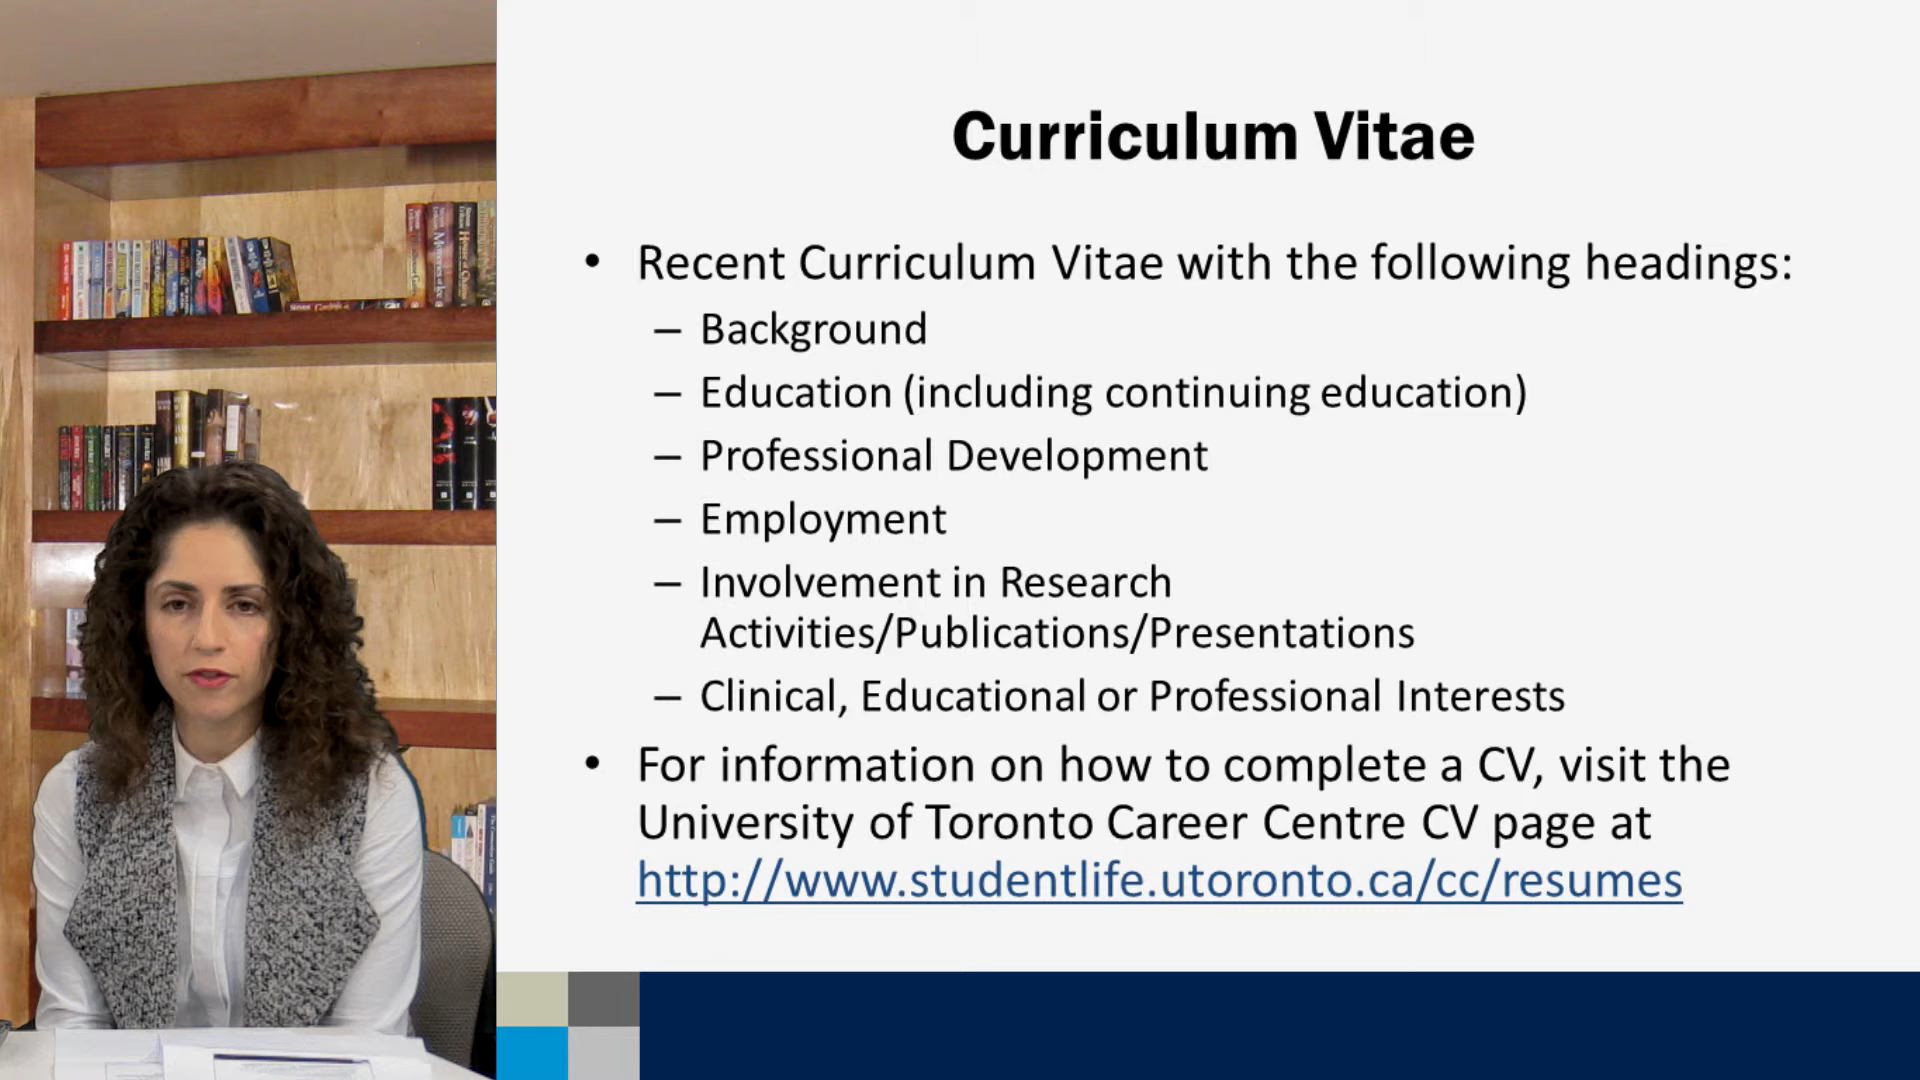 Curriculum Vitae
• Recent Curriculum Vitae with the following headings:
– Background
– Education (including continuing education)
– Professional Development
– Employment
– Involvement in Research
Activities/Publications/Presentations
– Clinical, Educational or Professional Interests
• For information on how to complete a CV, visit the
University of Toronto Career Centre CV page at
http://www.studentlife.utoronto.ca/cc/resumes